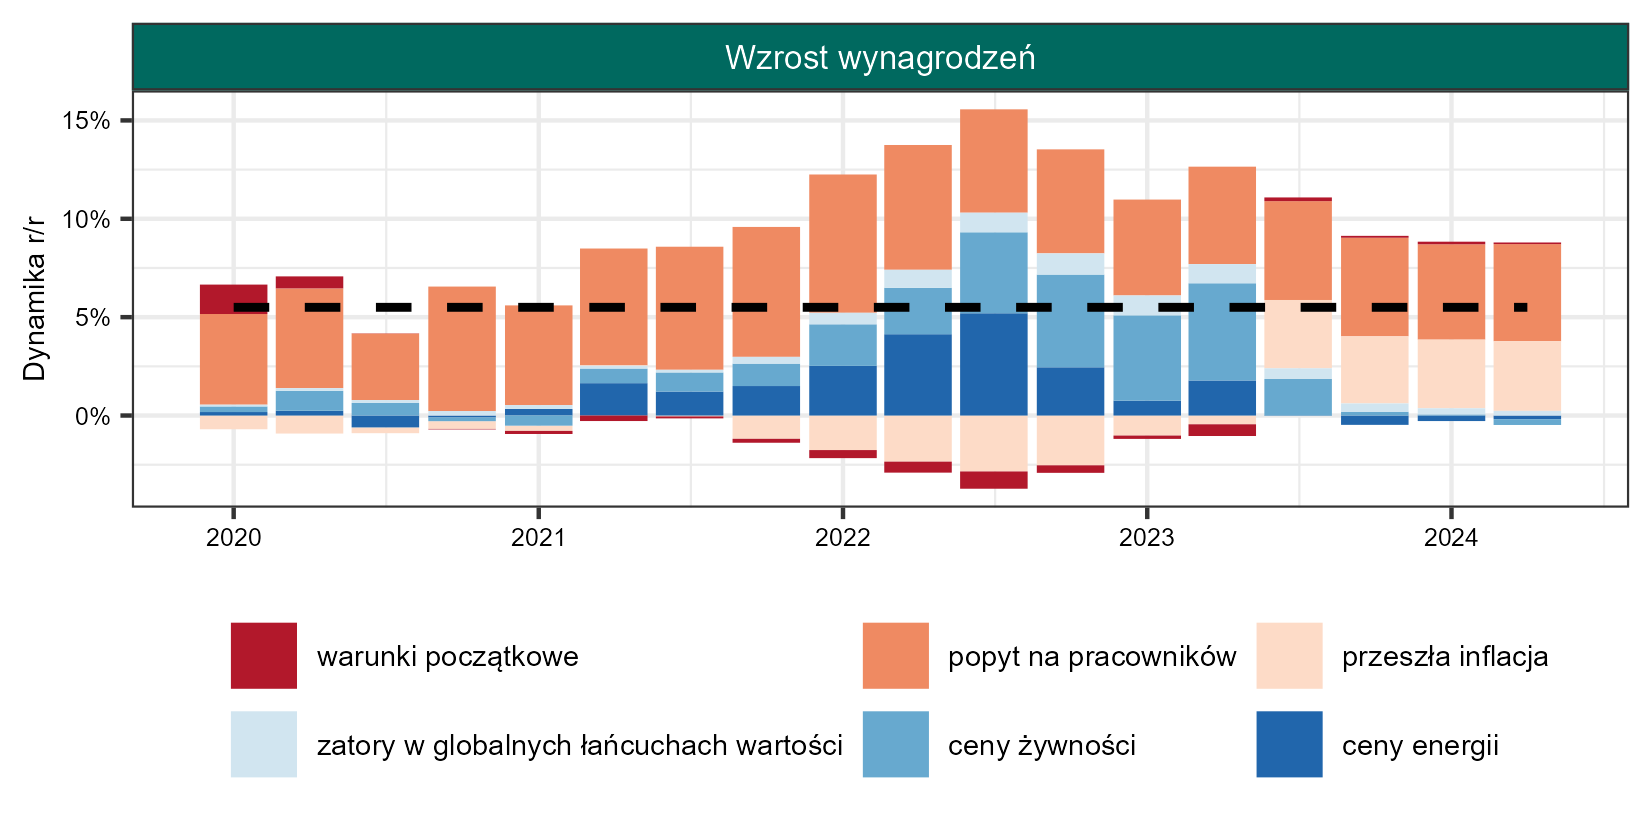 Wzrost wynagrodzeń
Dynamika r/r
15%
10%
5%
0%
2020 2021 2022 2023 2024
warunki początkowe popyt na pracowników przeszła inflacja
zatory w globalnych łańcuchach wartości ceny żywności ceny energii